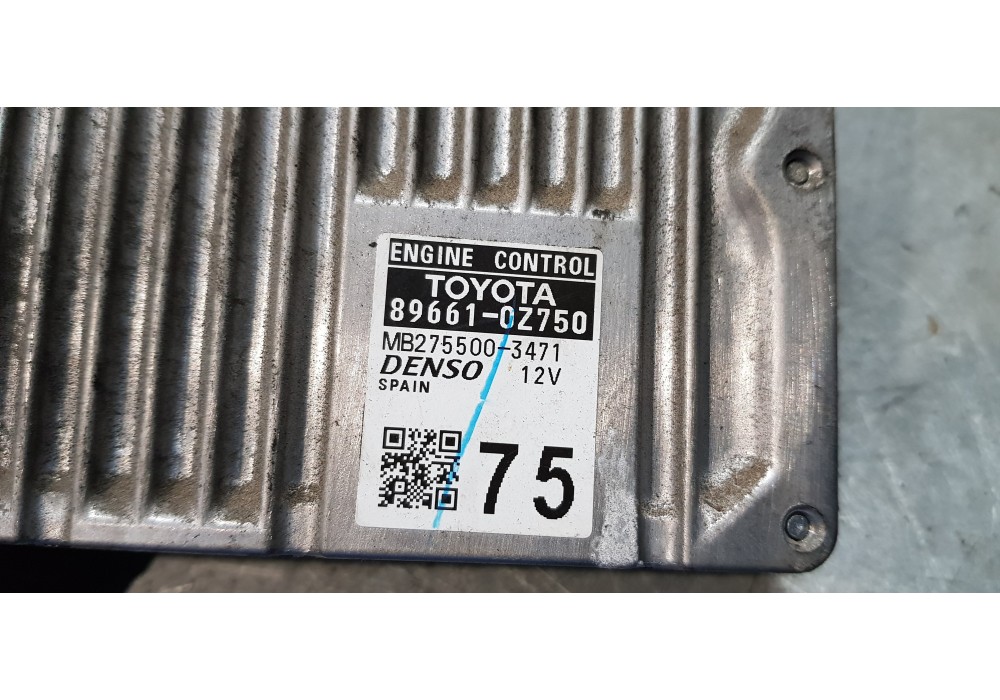 ENGINE CONTROL
TOYOTA
89661-0Z750
MB275500-3471
DENSO 12V
SPAIN
75